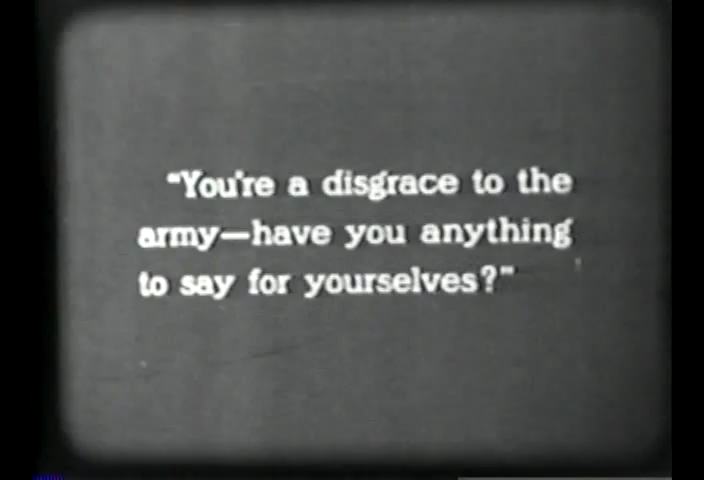 "You're a disgrace to the
army—have you anything
to say for yourselves?"